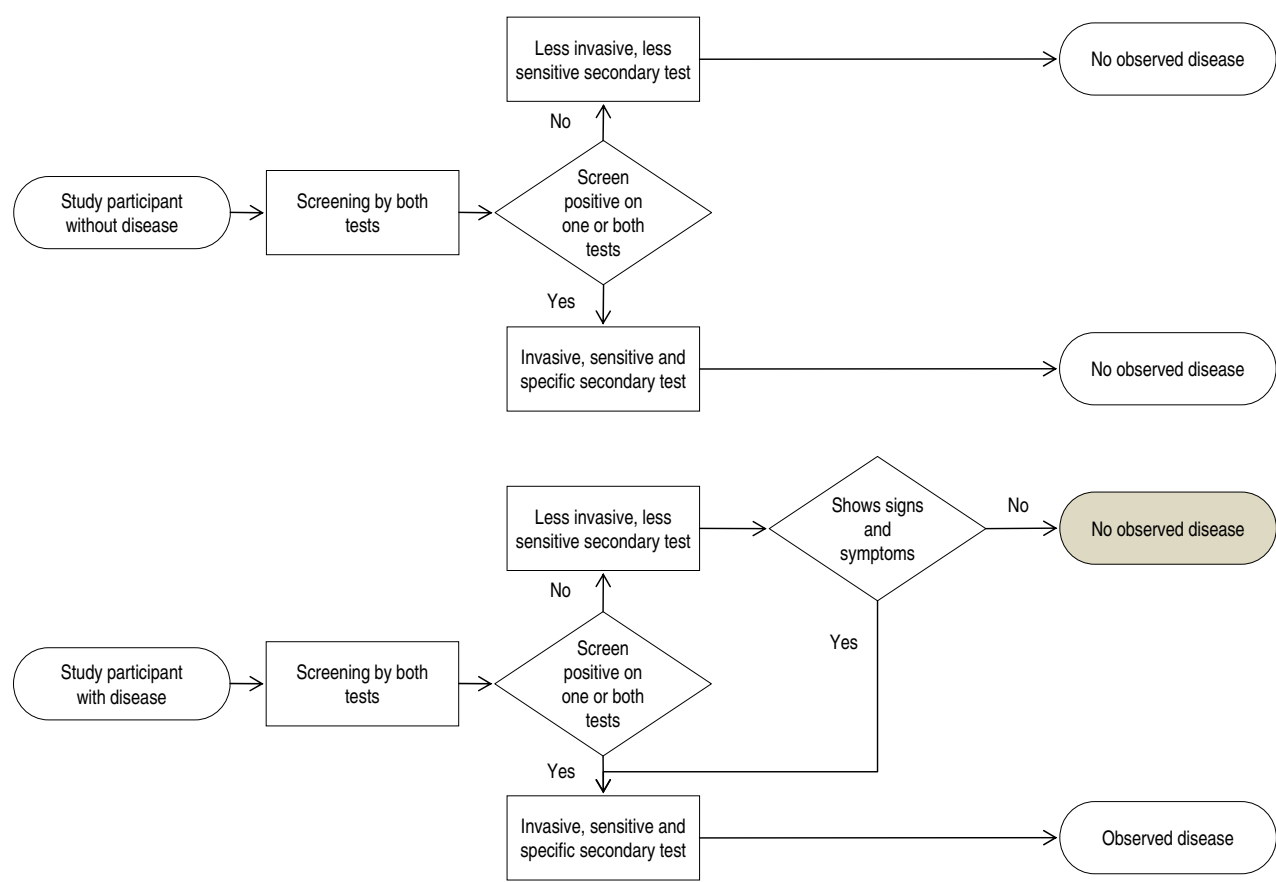 Less invasive, less
sensitive secondary test
No observed disease
No
Study participant
without disease
Screening by both
tests
Screen
positive on
one or both
tests
Yes
Invasive, sensitive and
specific secondary test
No observed disease
Less invasive, less
sensitive secondary test
Shows signs
and
symptoms
No
No observed disease
No
Yes
Study participant
with disease
Screening by both
tests
Screen
positive on
one or both
tests
Yes
Invasive, sensitive and
specific secondary test
Observed disease